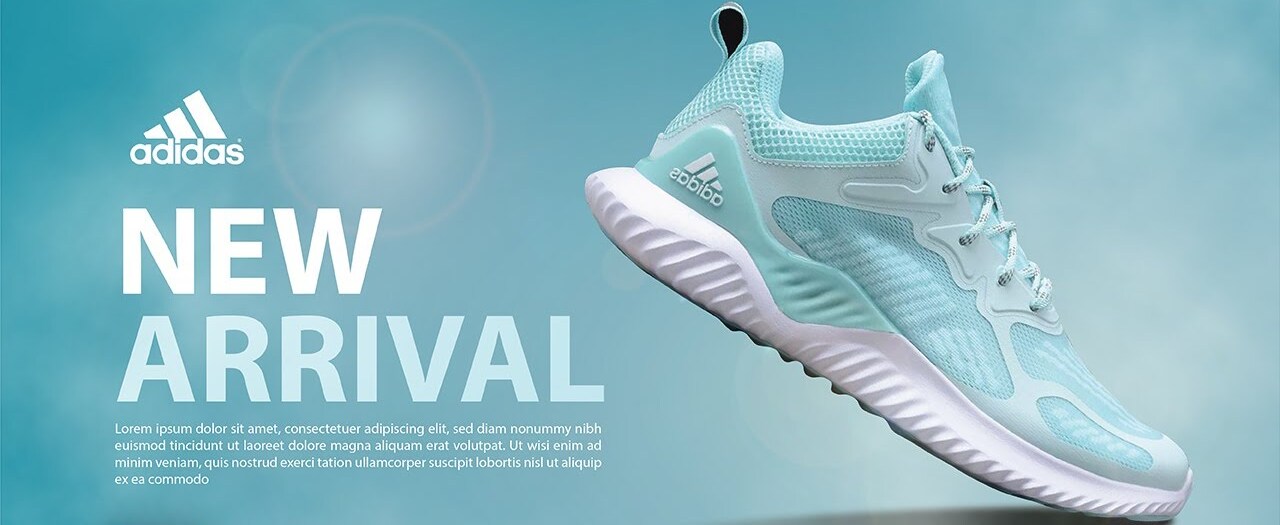 adidas
NEW
ARRIVAL
Lorem ipsum dolor sit amet, consectetuer adipiscing elit, sed diam nonummy nibh
euismod tincidunt ut laoreet dolore magna aliquam erat volutpat. Ut wisi enim ad
minim veniam, quis nostrud exerci tation ullamcorper suscipit lobortis nisl ut aliquip
ex ea commodo
adidas